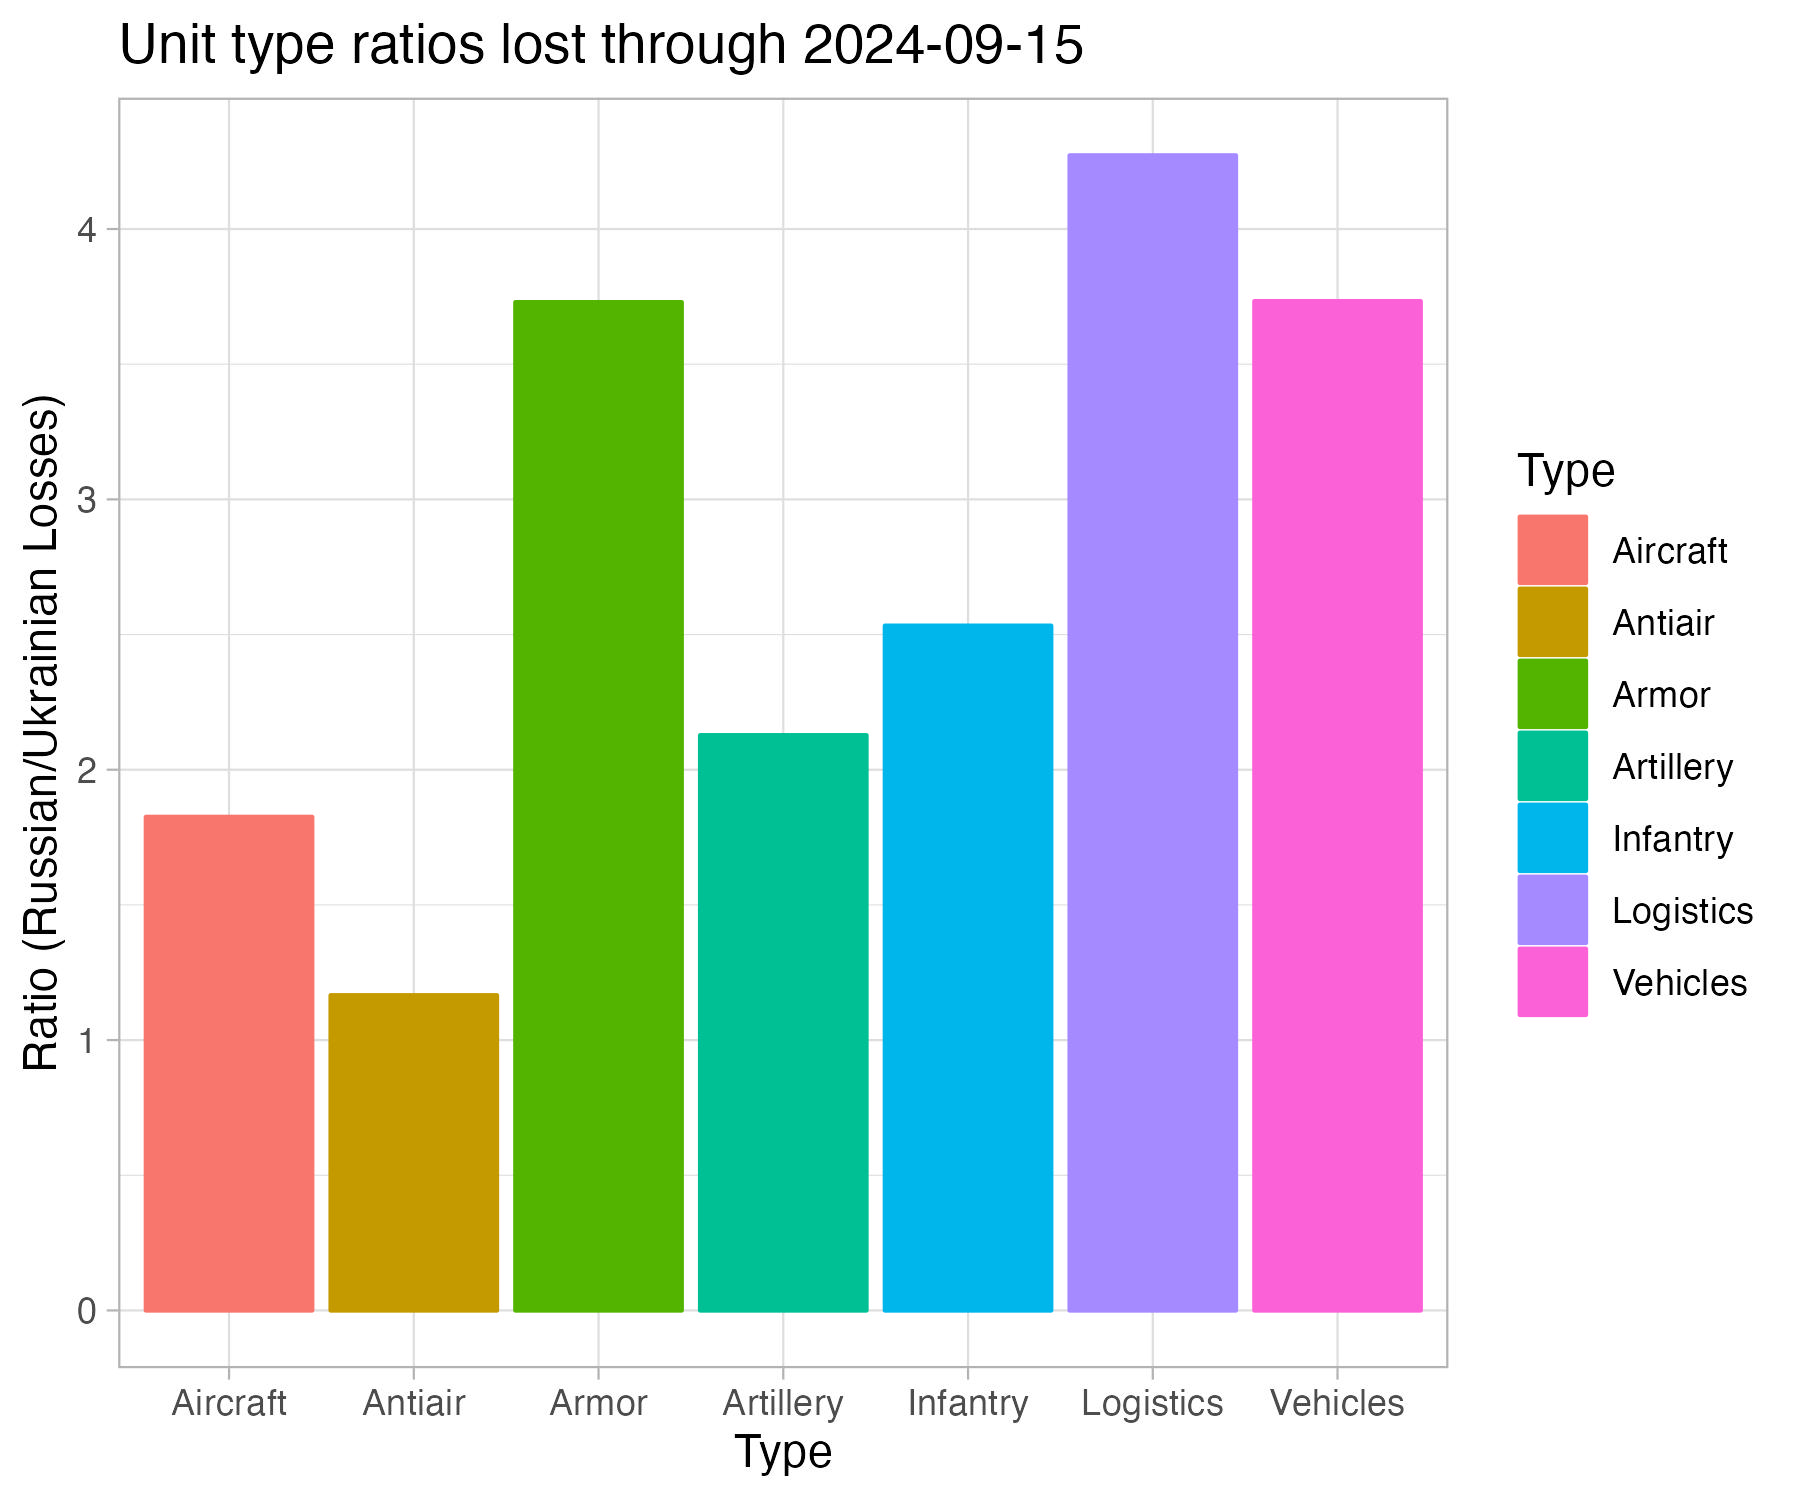 Unit type ratios lost through 2024-09-15
Ratio (Russian/Ukrainian Losses)
4
3
2
1
0
Aircraft Antiair Armor Artillery Infantry Logistics Vehicles
Type
Type
Aircraft
Antiair
Armor
Artillery
Infantry
Logistics
Vehicles